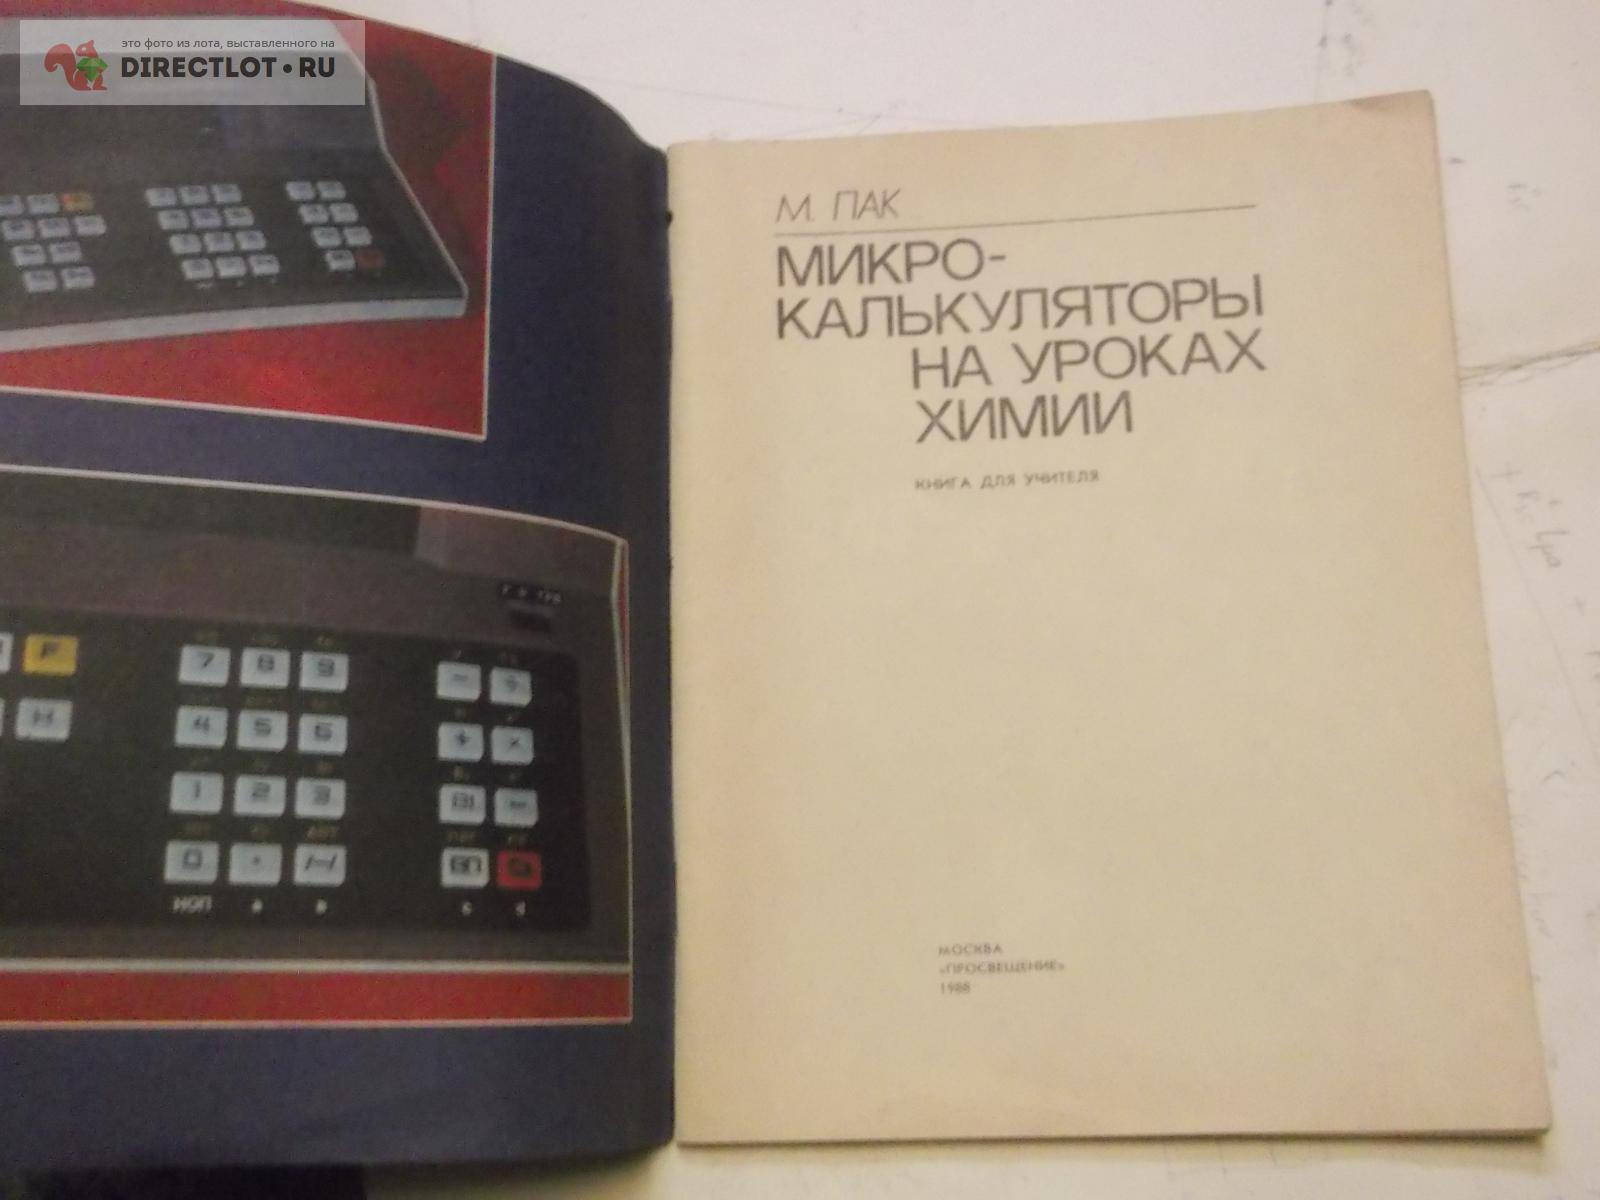 это фото из лота, выставленного на
DIRECTLOT.RU
М. ПАК
МИКРО-
КАЛЬКУЛЯТОРЫ
НА УРОКАХ
ХИМИИ
КНИГА ДЛЯ УЧИТЕЛЯ
МОСКВА
«ПРОСВЕЩЕНИЕ»
1988
F
7 8 9 − ÷
4 5 6 + ×
1 2 3
0 · /−/ ВП